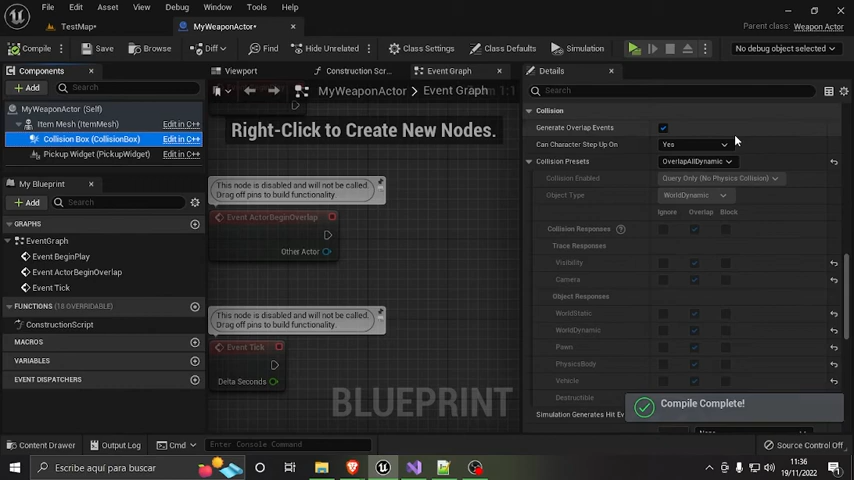 File Edit Asset View Debug Window Tools Help
TestMap• MyWeaponActor•
Parent class: Weapon Actor
Compile Save Browse Diff Find Hide Unrelated Class Settings Class Defaults Simulation No debug object selected
Components
Add Search
MyWeaponActor (Self)
Item Mesh (ItemMesh) Edit in C++
Collision Box (CollisionBox) Edit in C++
Pickup Widget (PickupWidget) Edit in C++
My Blueprint
Add Search
GRAPHS
EventGraph
Event BeginPlay
Event ActorBeginOverlap
Event Tick
FUNCTIONS (18 OVERRIDABLE)
ConstructionScript
MACROS
VARIABLES
EVENT DISPATCHERS
Viewport Construction Scr... Event Graph
MyWeaponActor > Event Graph
Right-Click to Create New Nodes.
This node is disabled and will not be called.
Drag off pins to build functionality.
Event ActorBeginOverlap
Other Actor
This node is disabled and will not be called.
Drag off pins to build functionality.
Event Tick
Delta Seconds
BLUEPRINT
Details
Search
Collision
Generate Overlap Events
Can Character Step Up On Yes
Collision Presets OverlapAllDynamic
Collision Enabled Query Only (No Physics Collision)
Object Type WorldDynamic
Ignore Overlap Block
Collision Responses
Trace Responses
Visibility
Camera
Object Responses
WorldStatic
WorldDynamic
Pawn
PhysicsBody
Vehicle
Destructible
Simulation Generates Hit Ev
None
Compile Complete!
Content Drawer Output Log Cmd Enter Console Command Source Control Off
Escribe aquí para buscar
11:36
19/11/2022